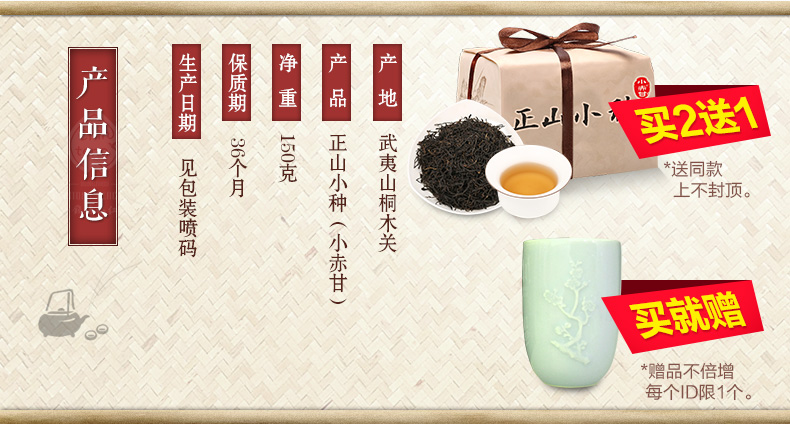 产品信息
产地 武夷山桐木关
产品 正山小种(小赤甘)
净重 150克
保质期 36个月
生产日期 见包装喷码
小赤甘
正山小种
买2送1
*送同款
上不封顶。
买就赠
*赠品不倍增
每个ID限1个。